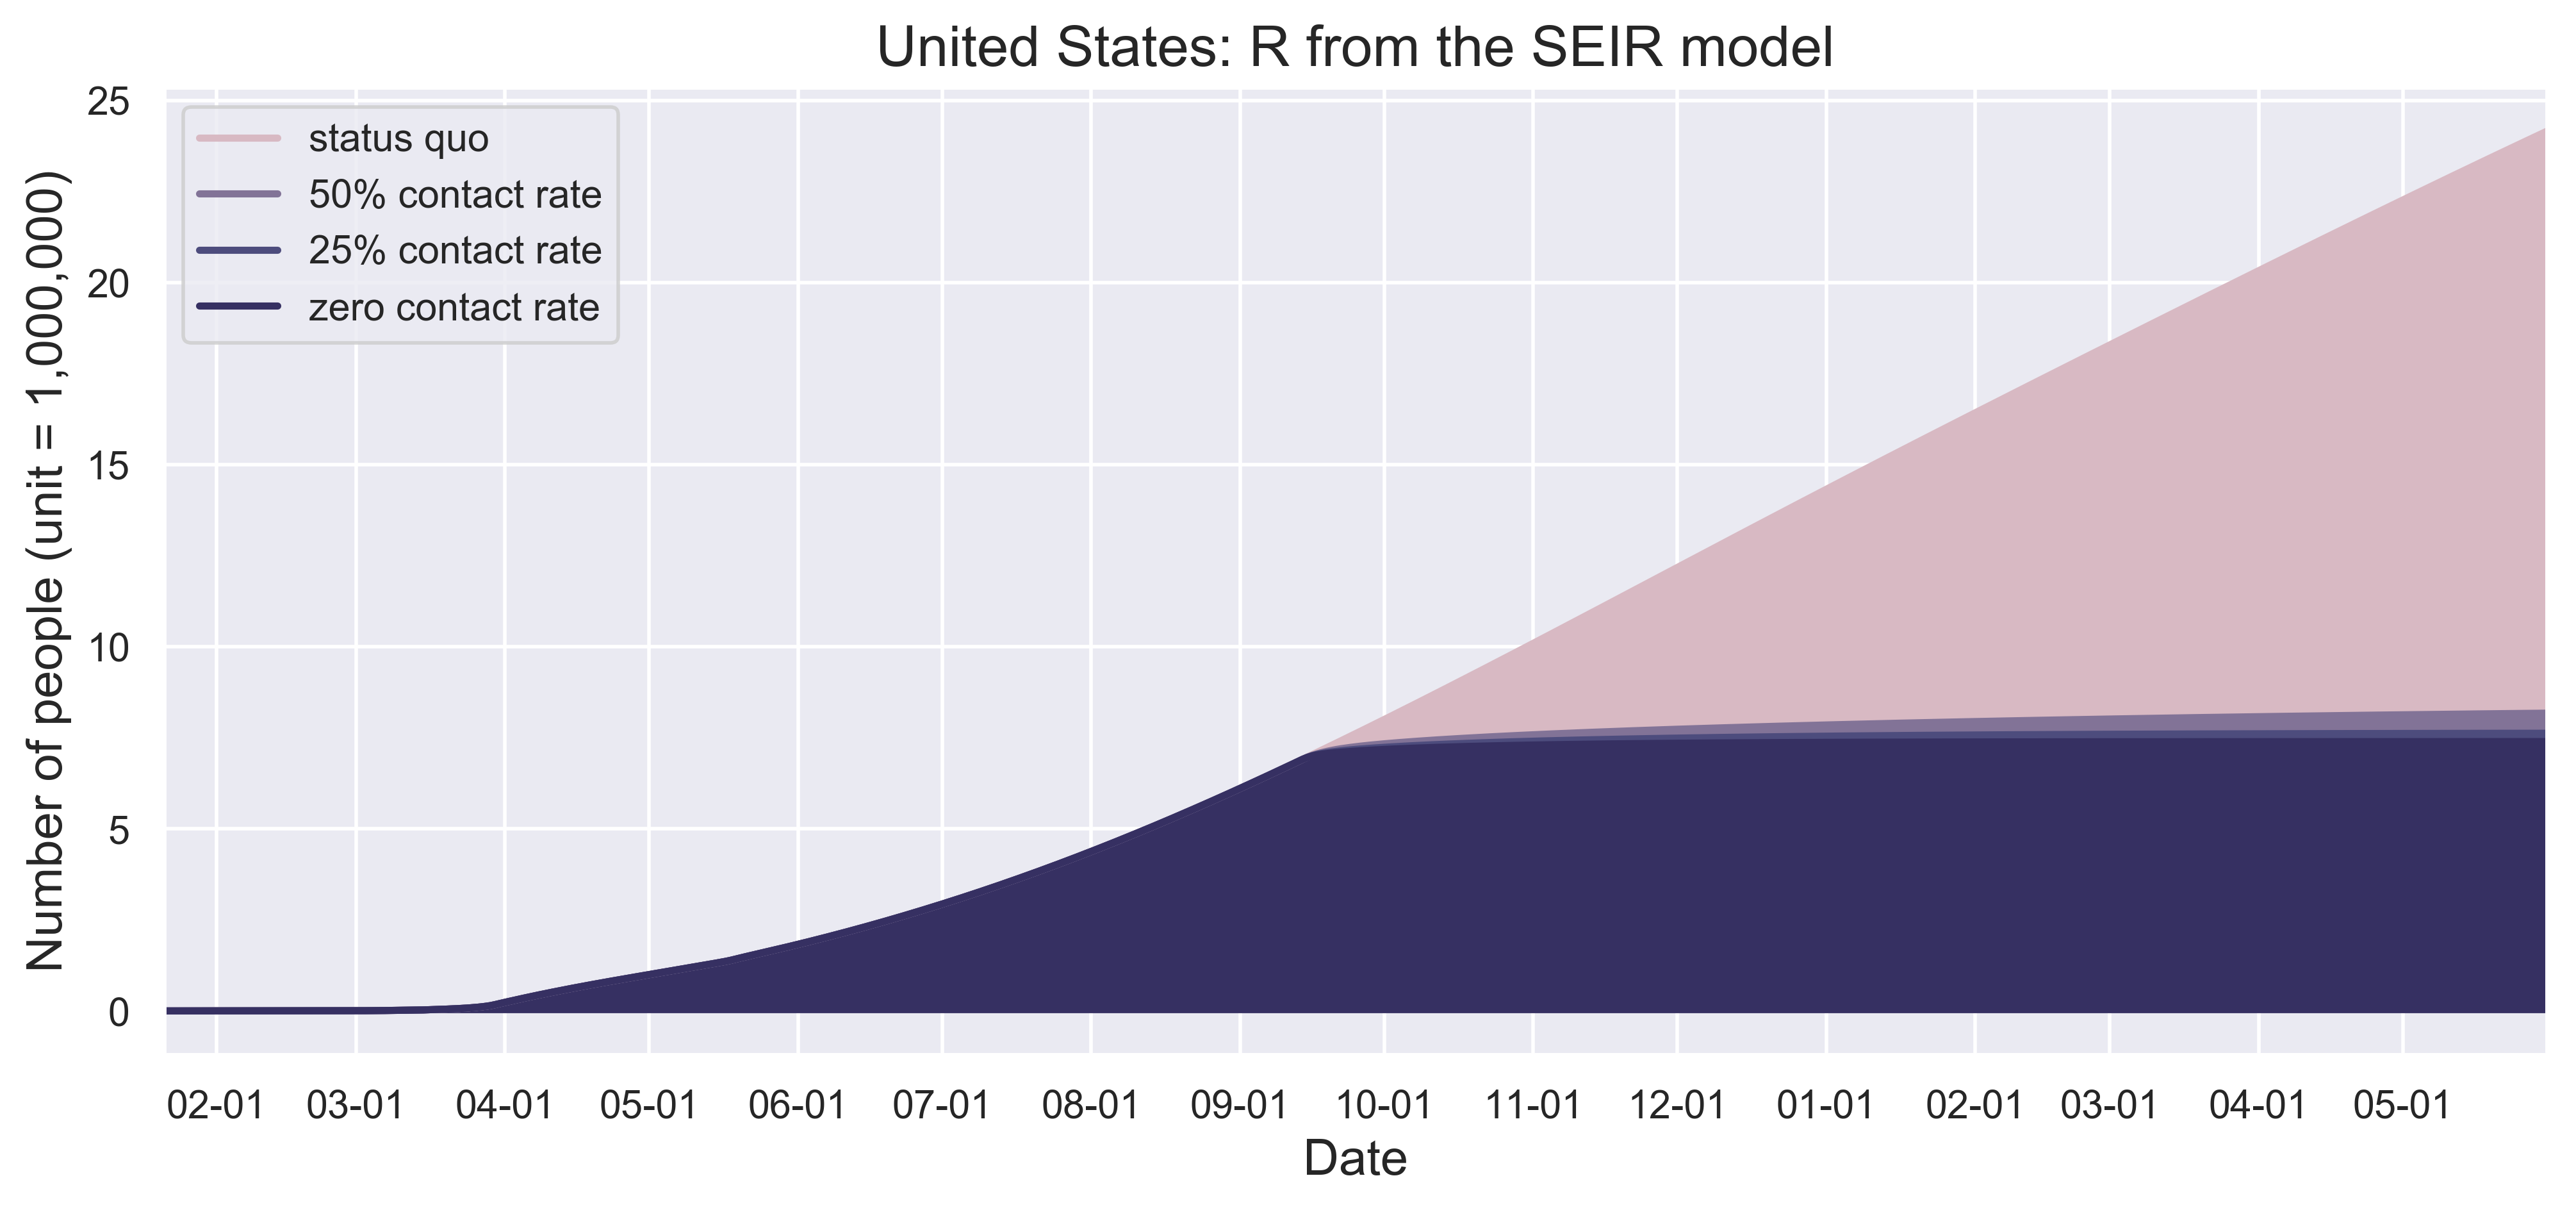 United States: R from the SEIR model
Number of people (unit = 1,000,000)
25
20
15
10
5
0
status quo
50% contact rate
25% contact rate
zero contact rate
02-01 03-01 04-01 05-01 06-01 07-01 08-01 09-01 10-01 11-01 12-01 01-01 02-01 03-01 04-01 05-01
Date